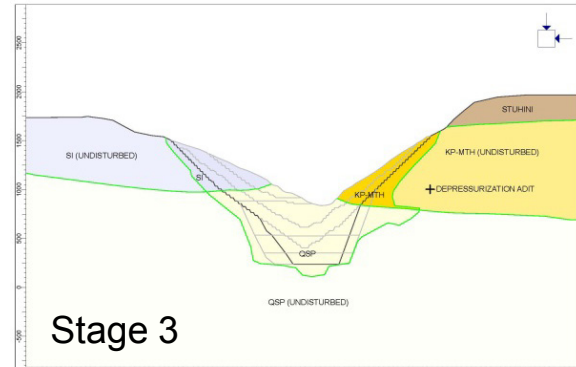 2500
2000
1500
1000
500
0
-500
STUHINI
SI (UNDISTURBED)
KP-MTH (UNDISTURBED)
SI
KP-MTH
DEPRESSURIZATION ADIT
QSP
QSP (UNDISTURBED)
Stage 3